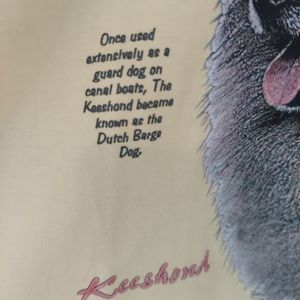 Once used
extensively as a
guard dog on
canal boats, The
Keeshond became
known as the
Dutch Barge
Dog.
Keeshond